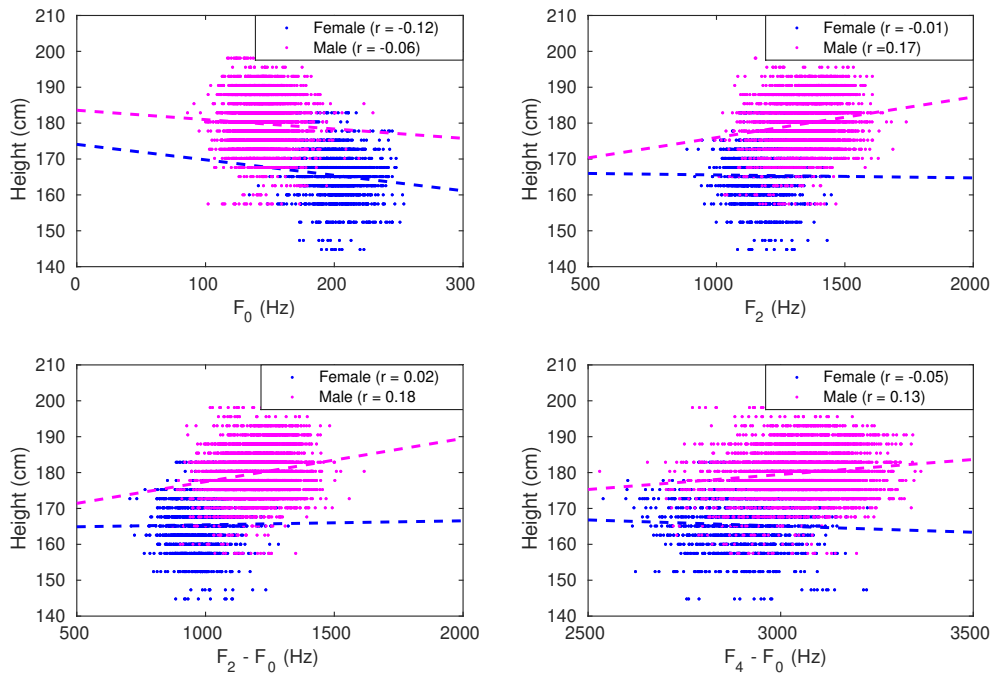 Female (r = -0.12)
Male (r = -0.06)
210
200
190
180
170
160
150
140
Height (cm)
0
100
200
300
F0 (Hz)
Female (r = -0.01)
Male (r =0.17)
210
200
190
180
170
160
150
140
Height (cm)
500
1000
1500
2000
F2 (Hz)
Female (r = 0.02)
Male (r = 0.18
210
200
190
180
170
160
150
140
Height (cm)
500
1000
1500
2000
F2 - F0 (Hz)
Female (r = -0.05)
Male (r = 0.13)
210
200
190
180
170
160
150
140
Height (cm)
2500
3000
3500
F4 - F0 (Hz)